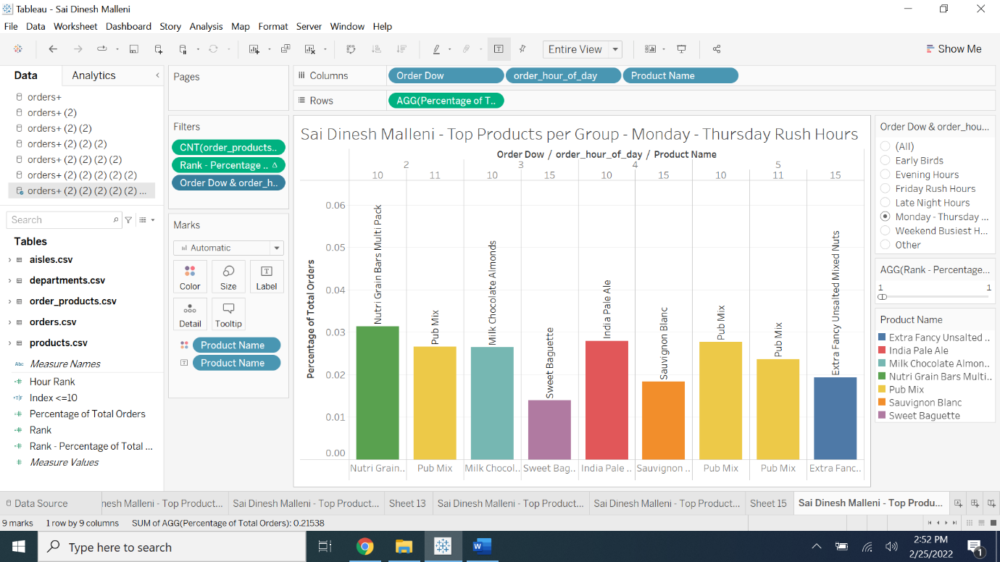 Tableau - Sai Dinesh Malleni
File Data Worksheet Dashboard Story Analysis Map Format Server Window Help
Entire View
Show Me
Data Analytics
orders+
orders+ (2)
orders+ (2) (2)
orders+ (2) (2) (2)
orders+ (2) (2) (2) (2)
orders+ (2) (2) (2) (2) (2)
orders+ (2) (2) (2) (2) (2) ...
Search
Tables
aisles.csv
departments.csv
order_products.csv
orders.csv
products.csv
Abc Measure Names
Hour Rank
Index <=10
Percentage of Total Orders
Rank
Rank - Percentage of Total ...
Measure Values
Pages
Filters
CNT(order_products..
Rank - Percentage .. Δ
Order Dow & order_h..
Marks
Automatic
Color Size Label
Detail Tooltip
Product Name
Product Name
Columns Order Dow order_hour_of_day Product Name
Rows AGG(Percentage of T..
Sai Dinesh Malleni - Top Products per Group - Monday - Thursday Rush Hours
Order Dow / order_hour_of_day / Product Name
2 3 4 5
10 11 10 15 10 15 10 11 15
Percentage of Total Orders
0.06
0.05
0.04
0.03
0.02
0.01
0.00
Nutri Grain Bars Multi Pack
Pub Mix
Milk Chocolate Almonds
Sweet Baguette
India Pale Ale
Sauvignon Blanc
Pub Mix
Pub Mix
Extra Fancy Unsalted Mixed Nuts
Nutri Grain.. Pub Mix Milk Chocol.. Sweet Bag.. India Pale .. Sauvignon .. Pub Mix Pub Mix Extra Fanc..
Order Dow & order_hou...
(All)
Early Birds
Evening Hours
Friday Rush Hours
Late Night Hours
Monday - Thursday ...
Weekend Busiest H...
Other
AGG(Rank - Percentage...
1 1
Product Name
Extra Fancy Unsalted ..
India Pale Ale
Milk Chocolate Almon..
Nutri Grain Bars Multi..
Pub Mix
Sauvignon Blanc
Sweet Baguette
Data Source nesh Malleni - Top Product... Sai Dinesh Malleni - Top Product... Sheet 13 Sai Dinesh Malleni - Top Product... Sai Dinesh Malleni - Top Product... Sheet 15 Sai Dinesh Malleni - Top Produ...
9 marks 1 row by 9 columns SUM of AGG(Percentage of Total Orders): 0.21538
Type here to search
2:52 PM
2/25/2022
1